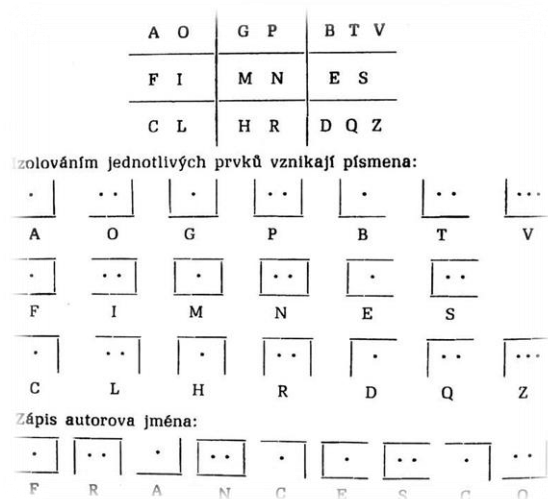 A O G P B T V
F I M N E S
C L H R D Q Z
Izolováním jednotlivých prvků vznikají písmena:
A O G P B T V
F I M N E S
C L H R D Q Z
Zápis autorova jména:
F R A N C E S C O